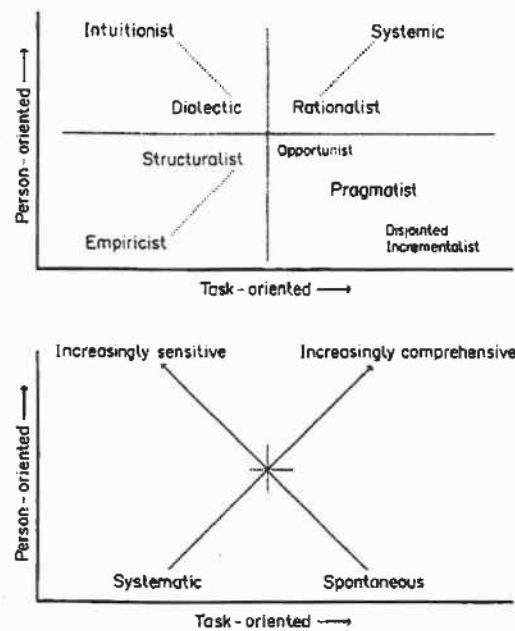 Intuitionist
Systemic
Dialectic
Rationalist
Structuralist
Opportunist
Pragmatist
Empiricist
Disjointed
Incrementalist
Person-oriented
Task-oriented
Increasingly sensitive
Increasingly comprehensive
Systematic
Spontaneous
Person-oriented
Task-oriented